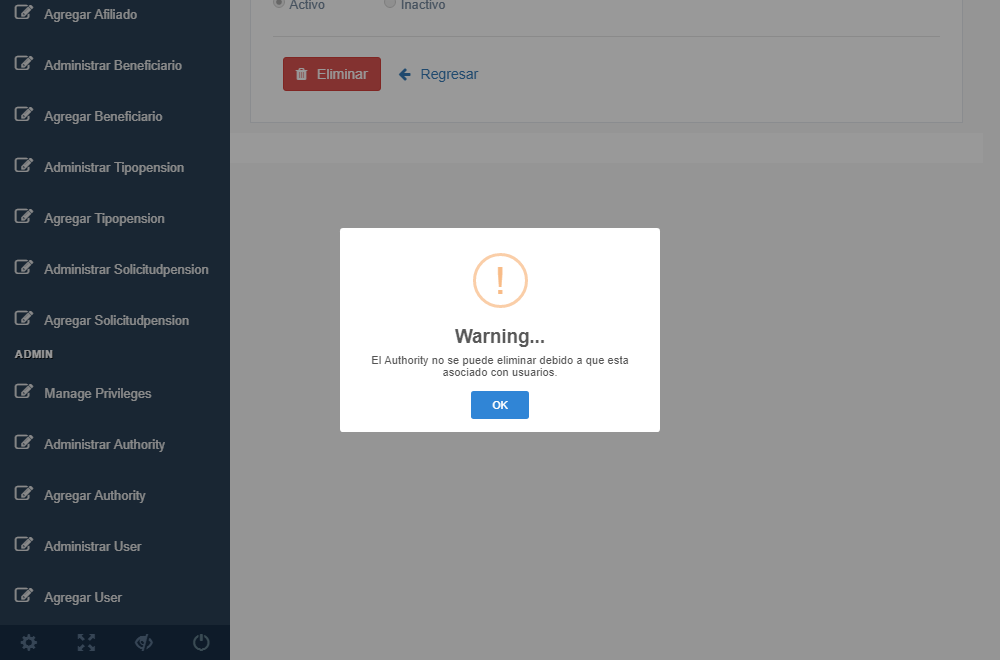 Agregar Afiliado
Administrar Beneficiario
Agregar Beneficiario
Administrar Tipopension
Agregar Tipopension
Administrar Solicitudpension
Agregar Solicitudpension
ADMIN
Manage Privileges
Administrar Authority
Agregar Authority
Administrar User
Agregar User
Activo Inactivo
Eliminar Regresar
!
Warning...
El Authority no se puede eliminar debido a que esta
asociado con usuarios.
OK